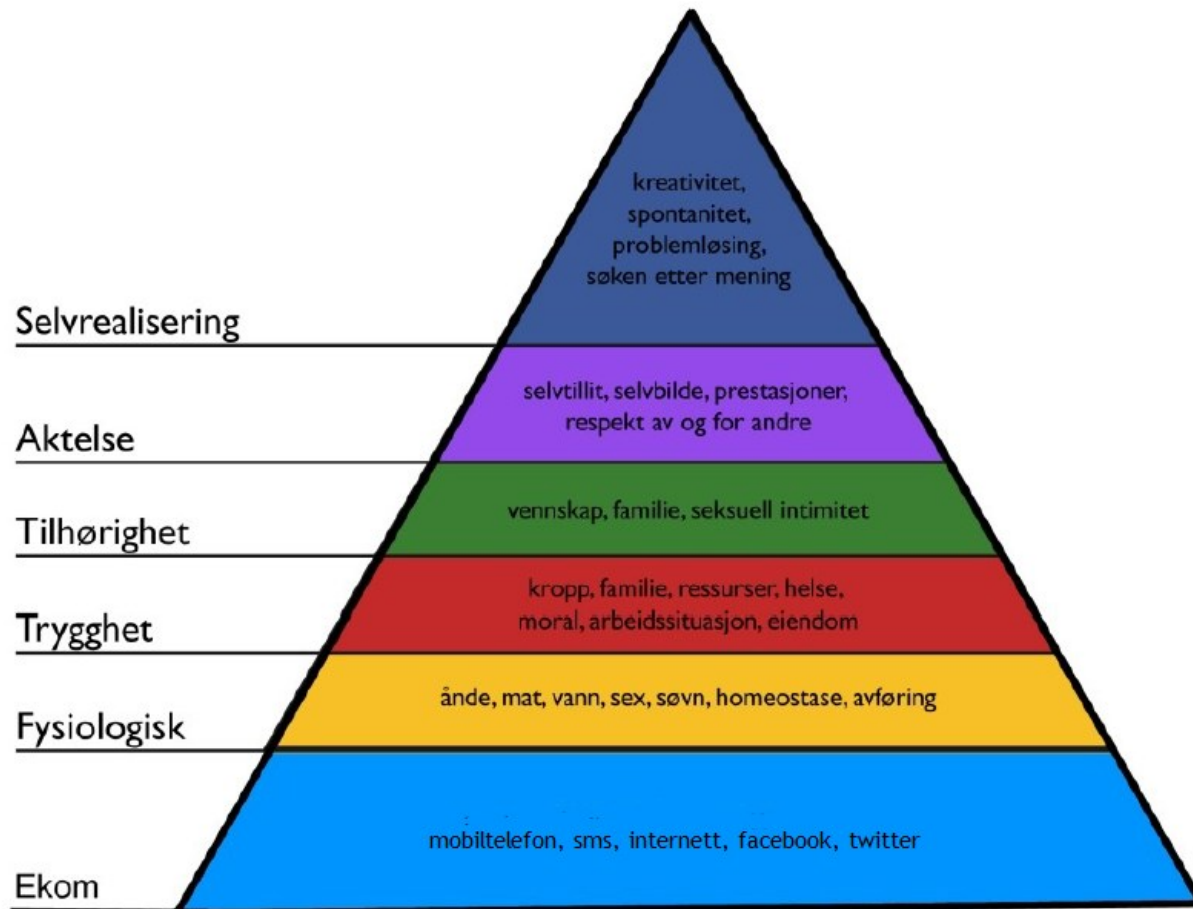 kreativitet,
spontanitet,
problemløsing,
søken etter mening
Selvrealisering
selvtillit, selvbilde, prestasjoner,
respekt av og for andre
Aktelse
vennskap, familie, seksuell intimitet
Tilhørighet
kropp, familie, ressurser, helse,
moral, arbeidssituasjon, eiendom
Trygghet
ånde, mat, vann, sex, søvn, homeostase, avføring
Fysiologisk
mobiltelefon, sms, internett, facebook, twitter
Ekom